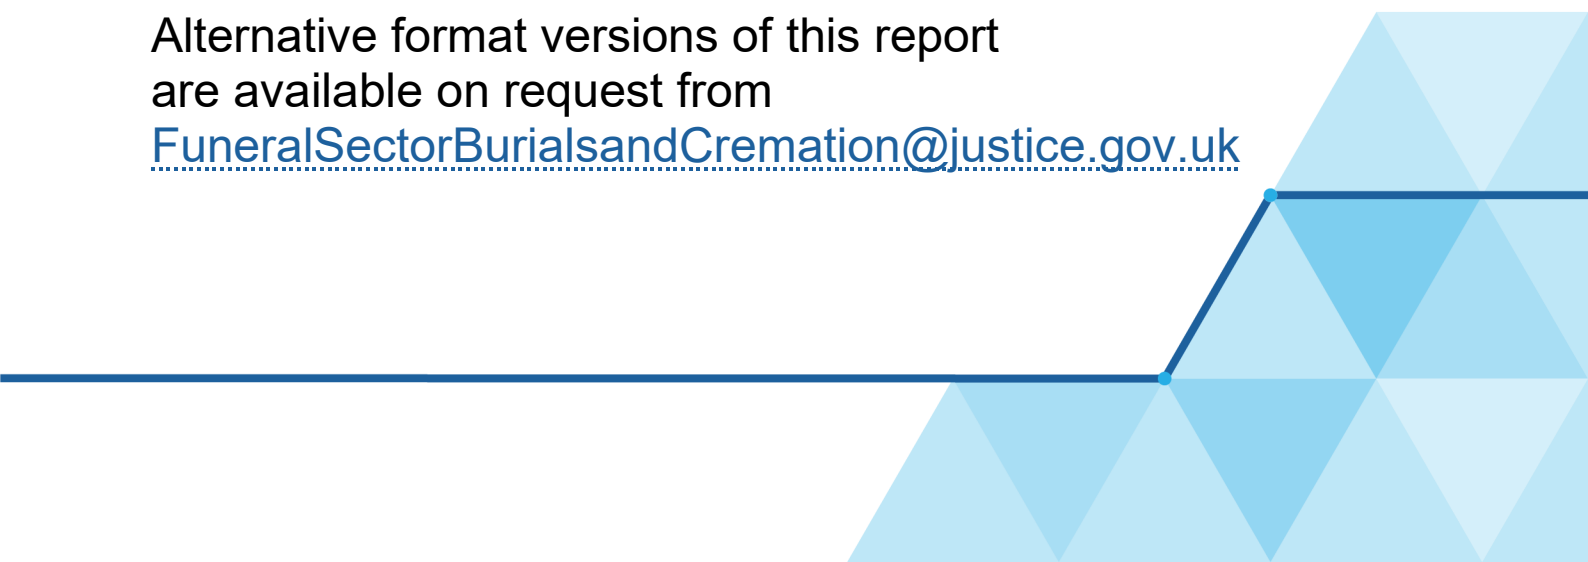 Alternative format versions of this report
are available on request from
FuneralSectorBurialsandCremation@justice.gov.uk